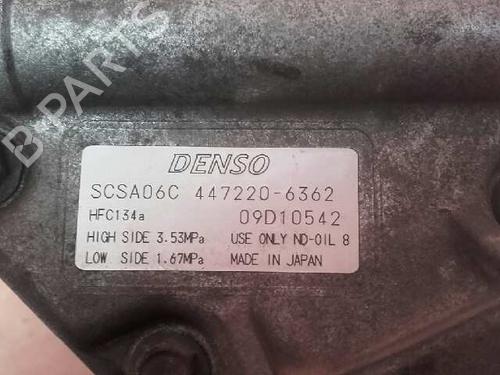 DENSO
SCSA06C 447220-6362
HFC134a 09D10542
HIGH SIDE 3.53MPa USE ONLY ND-OIL 8
LOW SIDE 1.67MPa MADE IN JAPAN
B-PARTS